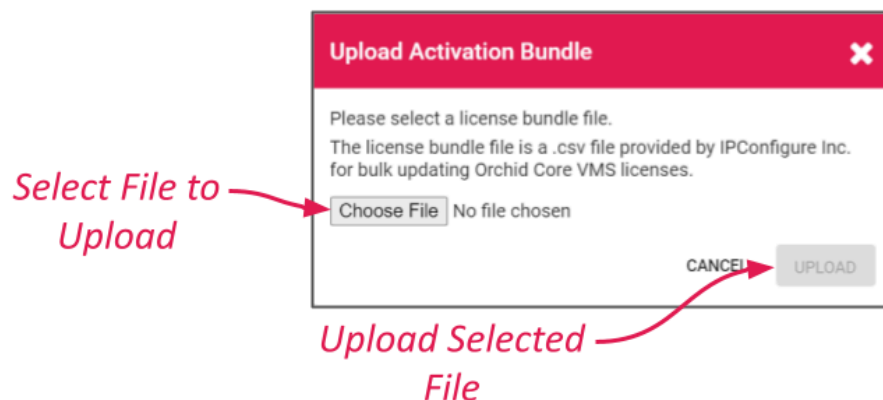 Upload Activation Bundle
Please select a license bundle file.
The license bundle file is a .csv file provided by IPConfigure Inc.
for bulk updating Orchid Core VMS licenses.
Select File to
Upload
Choose File No file chosen
CANCEL UPLOAD
Upload Selected
File